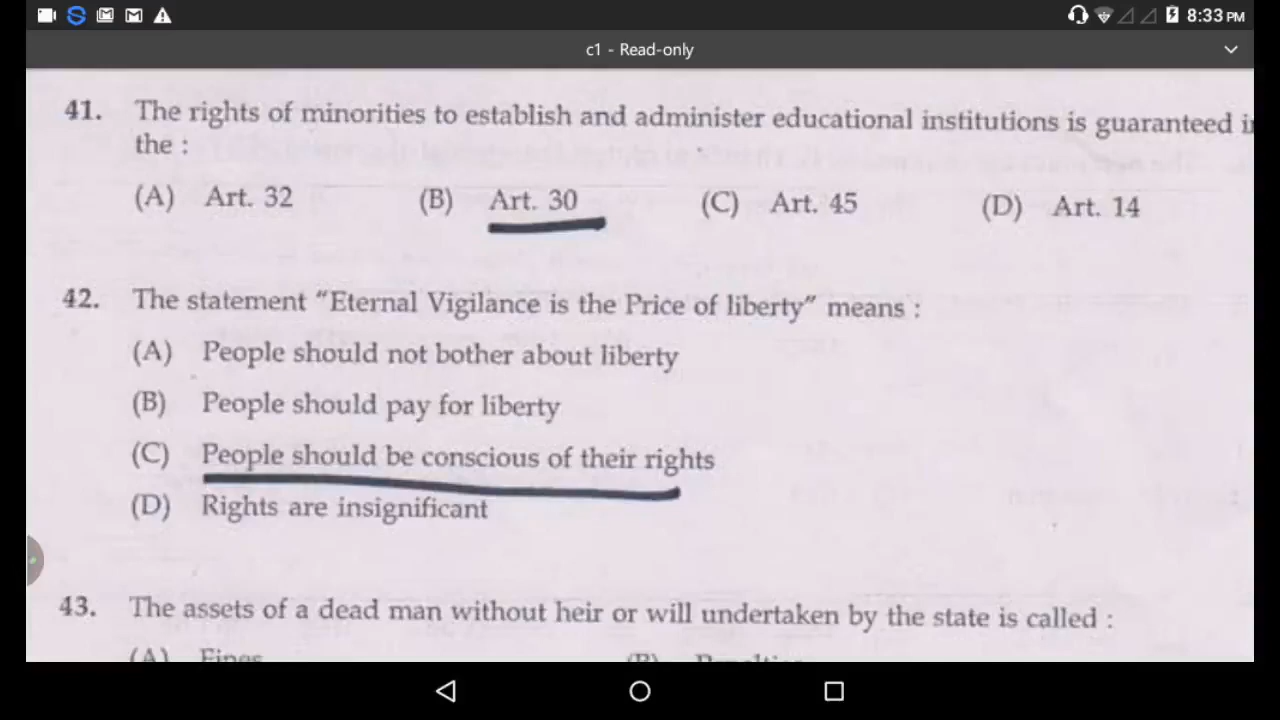 8:33 PM
c1 - Read-only
41. The rights of minorities to establish and administer educational institutions is guaranteed
the :
(A) Art. 32 (B) Art. 30 (C) Art. 45 (D) Art. 14
42. The statement “Eternal Vigilance is the Price of liberty” means :
(A) People should not bother about liberty
(B) People should pay for liberty
(C) People should be conscious of their rights
(D) Rights are insignificant
43. The assets of a dead man without heir or will undertaken by the state is called :
(A) Fines (B)